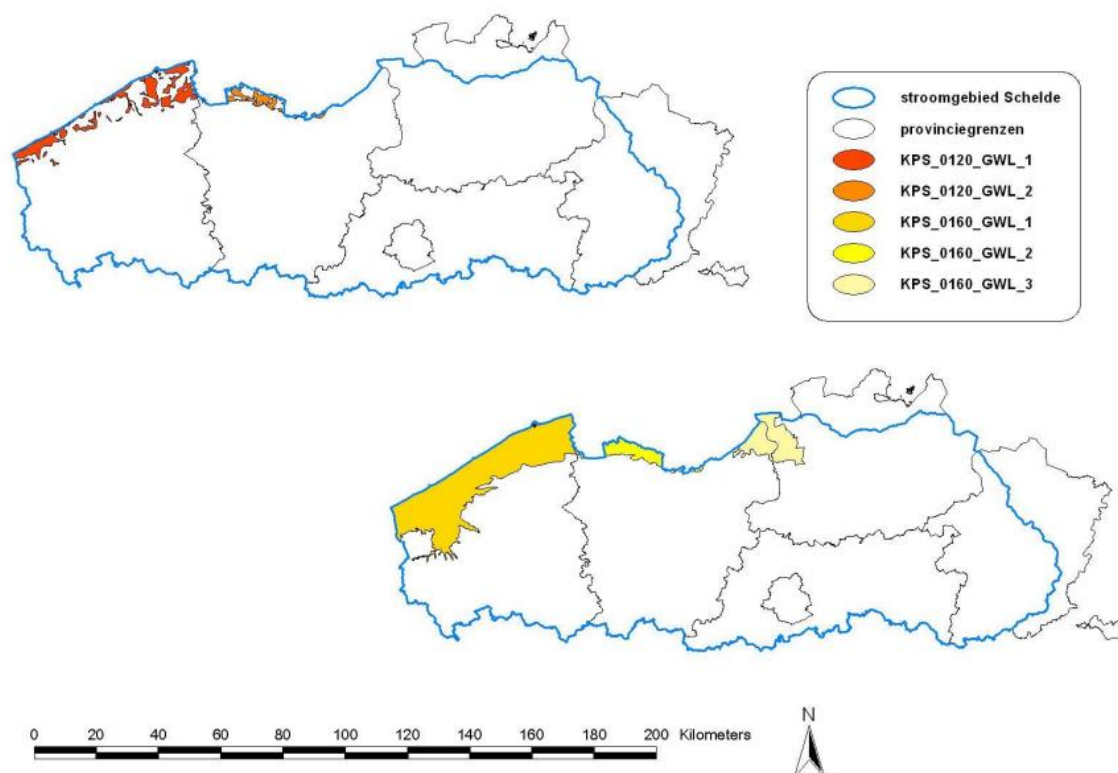 stroomgebied Schelde
provinciegrenzen
KPS_0120_GWL_1
KPS_0120_GWL_2
KPS_0160_GWL_1
KPS_0160_GWL_2
KPS_0160_GWL_3
0 20 40 60 80 100 120 140 160 180 200 Kilometers
N